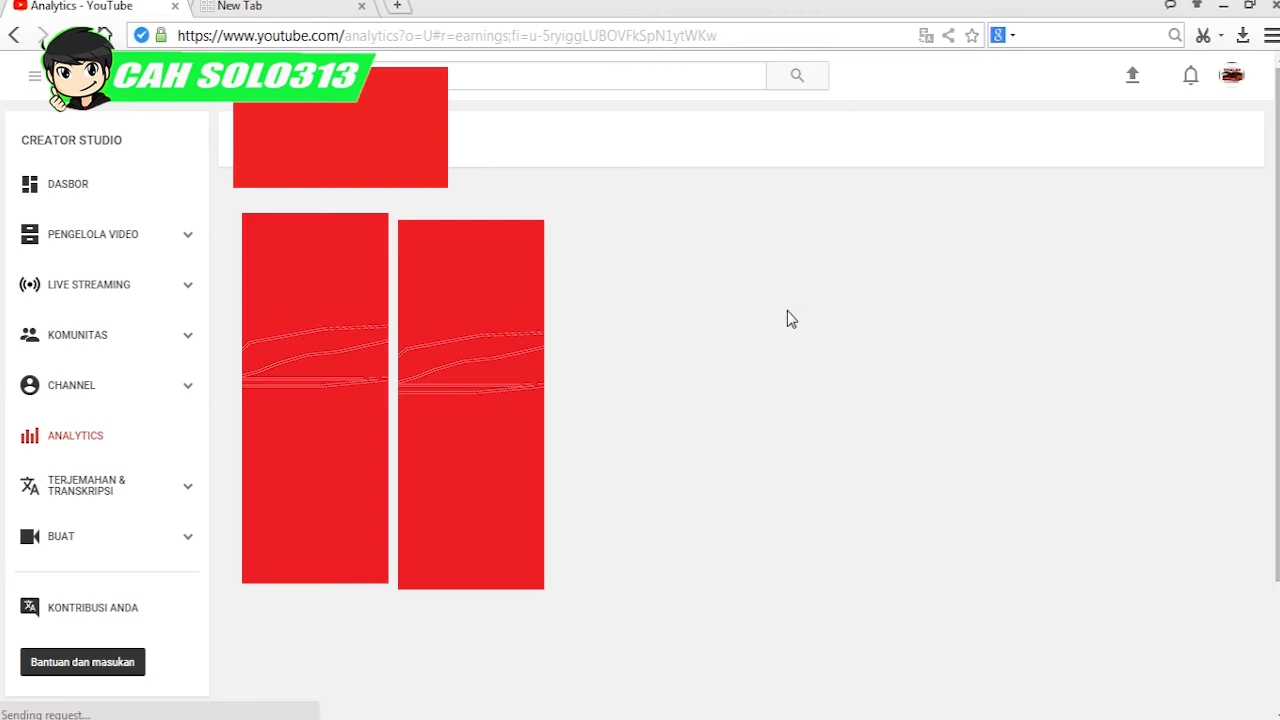 Analytics - YouTube
New Tab
https://www.youtube.com/analytics?o=U#r=earnings;fi=u-5ryiggLUBOVFkSpN1ytWKw
CAH SOLO313
CREATOR STUDIO
DASBOR
PENGELOLA VIDEO
LIVE STREAMING
KOMUNITAS
CHANNEL
ANALYTICS
TERJEMAHAN &
TRANSKRIPSI
BUAT
KONTRIBUSI ANDA
Bantuan dan masukan
Sending request...